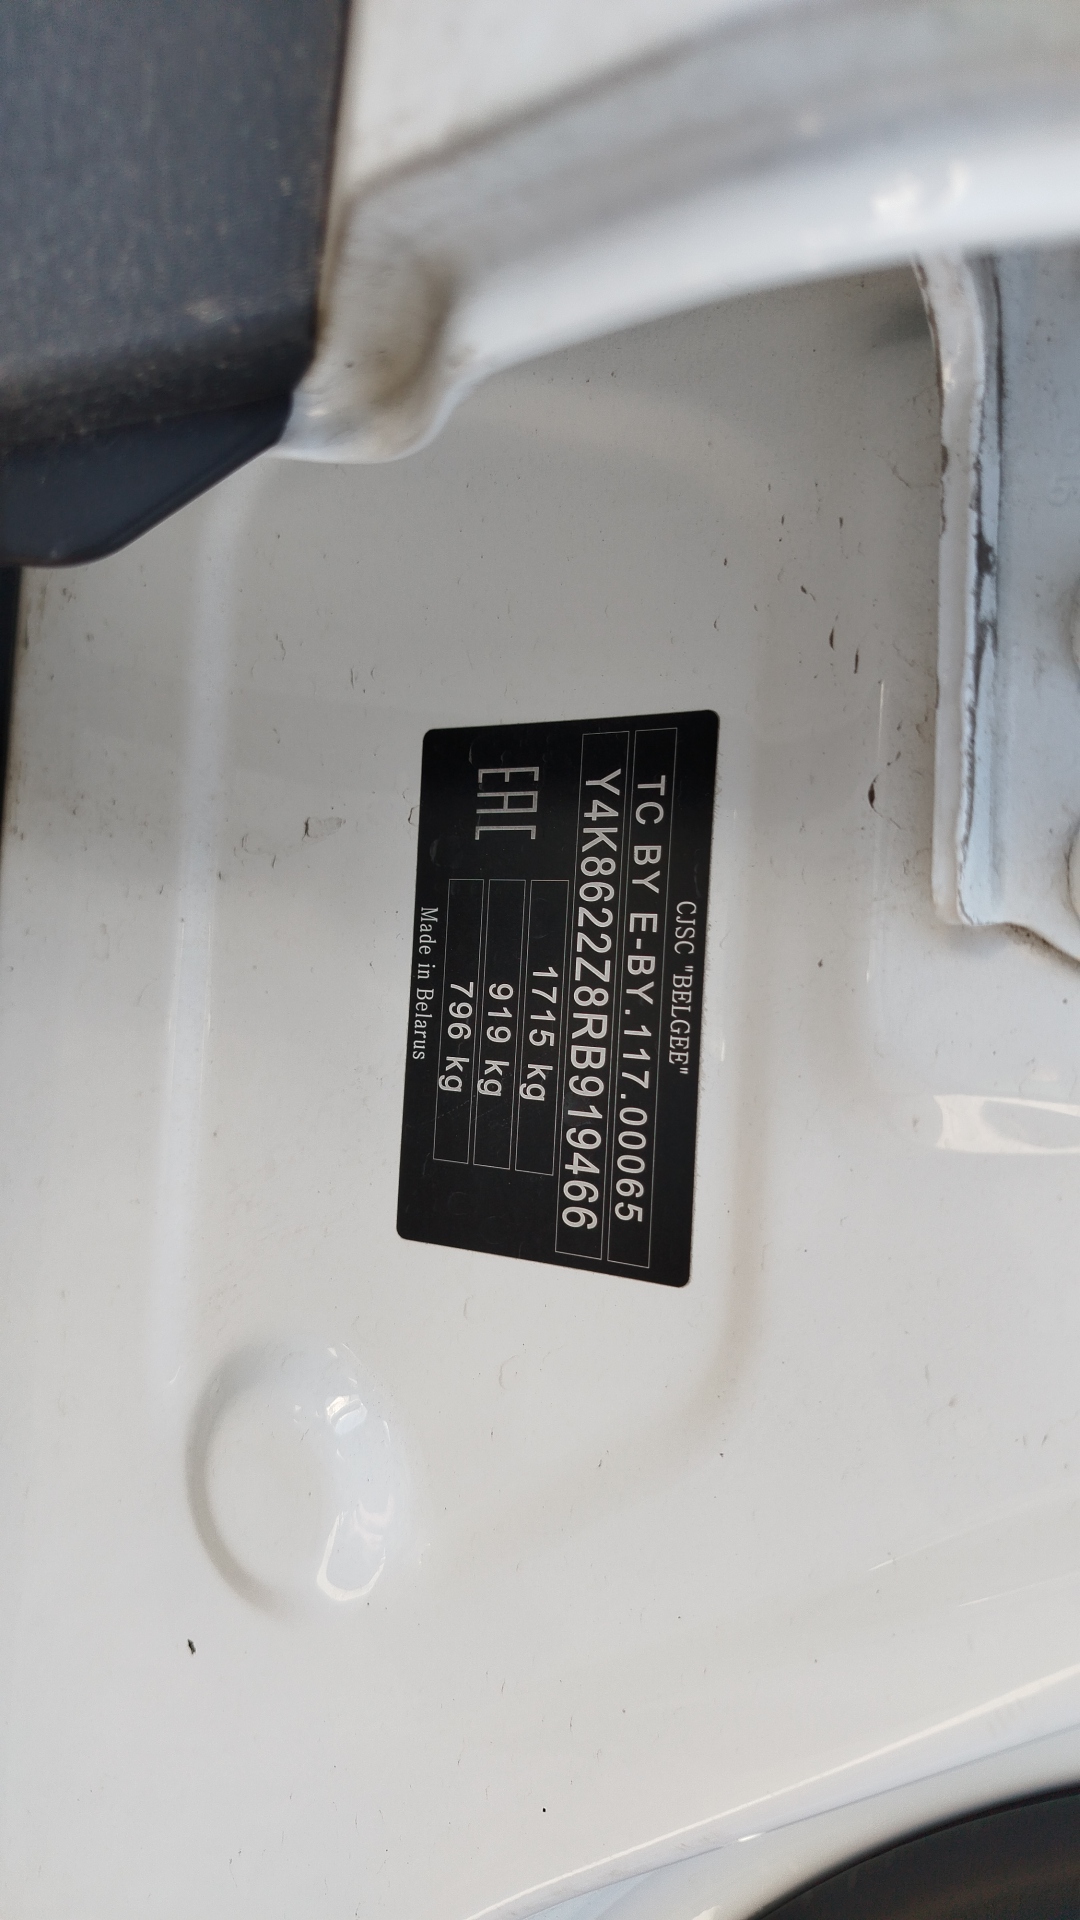 CJSC "BELGEE"
TC BY E-BY.117.00065
Y4K8622Z8RB919466
EAC
1715 kg
919 kg
796 kg
Made in Belarus